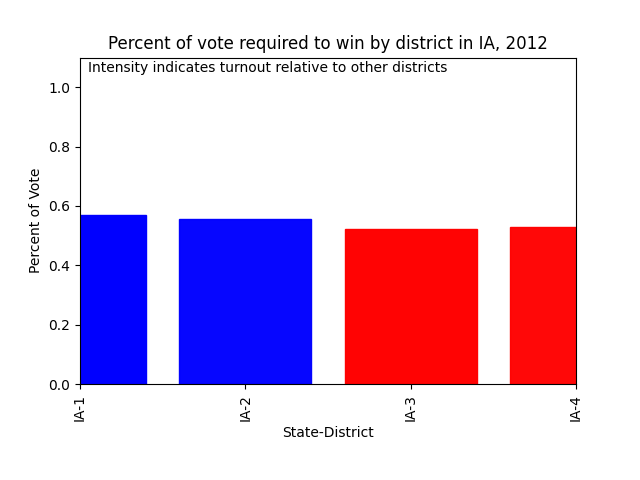 Percent of vote required to win by district in IA, 2012
Intensity indicates turnout relative to other districts
1.0
0.8
0.6
0.4
0.2
0.0
Percent of Vote
IA-1
IA-2
IA-3
IA-4
State-District